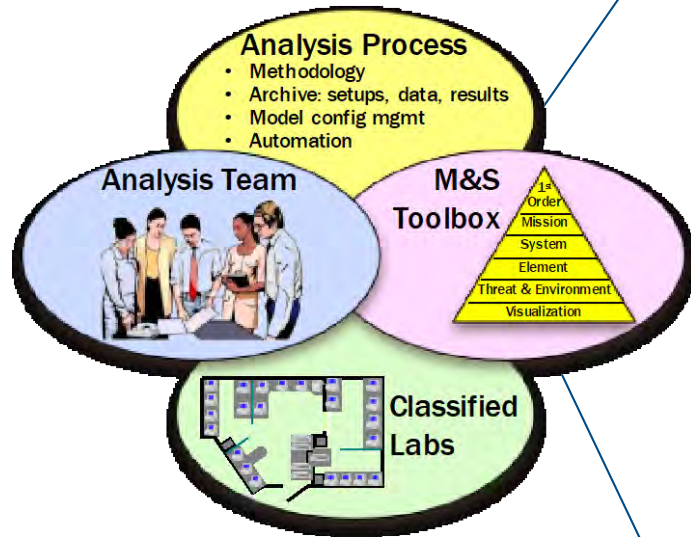 Analysis Process
• Methodology
• Archive: setups, data, results
• Model config mgmt
• Automation
Analysis Team
M&S
Toolbox
1st
Order
Mission
System
Element
Threat & Environment
Visualization
Classified
Labs